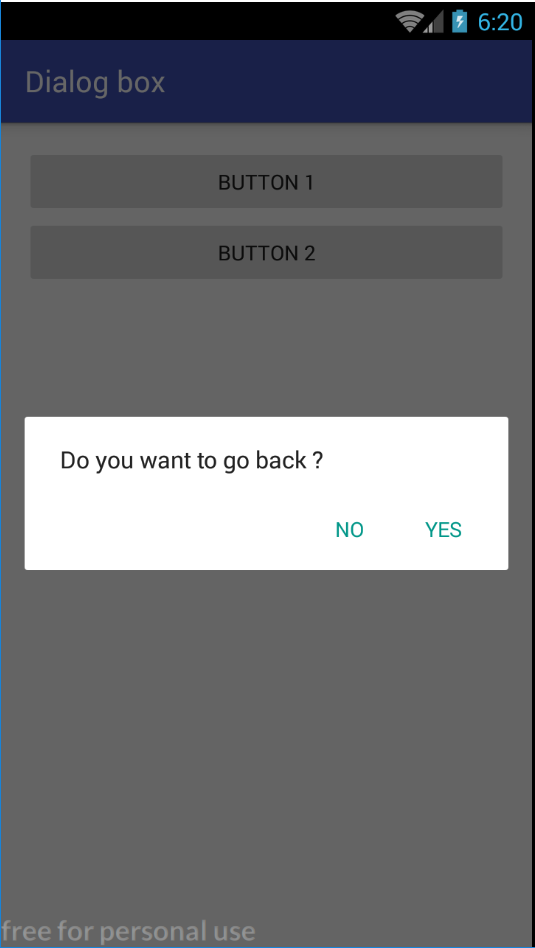 6:20
Dialog box
BUTTON 1
BUTTON 2
Do you want to go back ?
NO YES
free for personal use